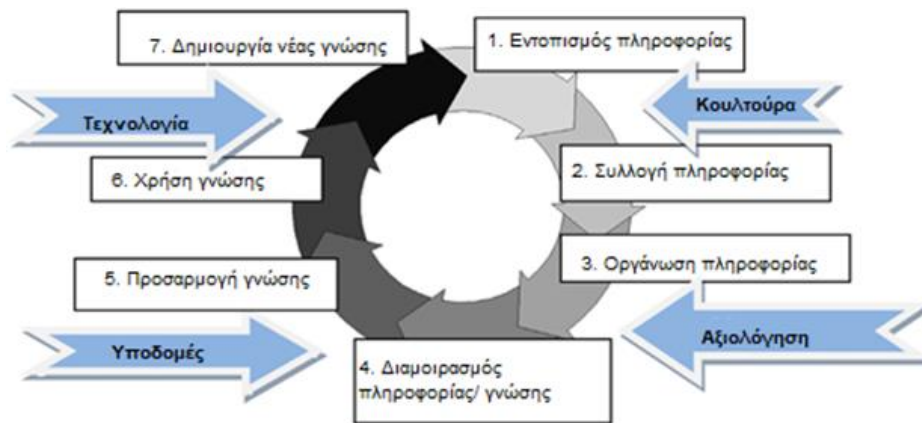 7. Δημιουργία νέας γνώσης
1. Εντοπισμός πληροφορίας
Τεχνολογία
Κουλτούρα
6. Χρήση γνώσης
2. Συλλογή πληροφορίας
5. Προσαρμογή γνώσης
3. Οργάνωση πληροφορίας
Υποδομές
Αξιολόγηση
4. Διαμοιρασμός
πληροφορίας/ γνώσης